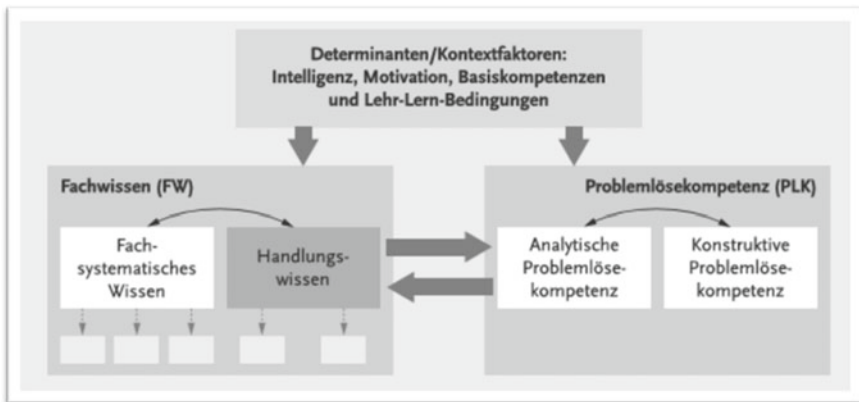 Determinanten/Kontextfaktoren:
Intelligenz, Motivation, Basiskompetenzen
und Lehr-Lern-Bedingungen
Fachwissen (FW)
Fach-
systematisches
Wissen
Handlungs-
wissen
Problemlösekompetenz (PLK)
Analytische
Problemlöse-
kompetenz
Konstruktive
Problemlöse-
kompetenz